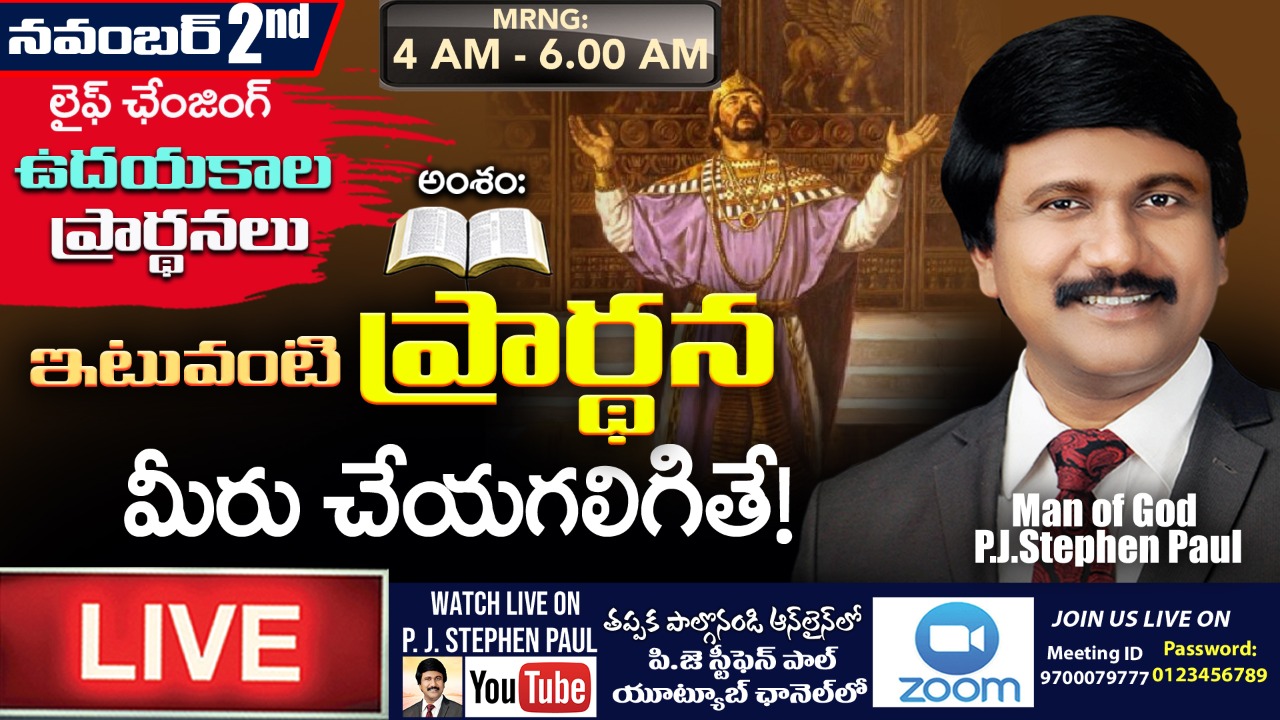 నవంబర్ 2nd
లైఫ్ ఛేంజింగ్
ఉదయకాల
ప్రార్థనలు
MRNG:
4 AM - 6.00 AM
అంశం:
ఇటువంటి ప్రార్థన
మీరు చేయగలిగితే!
Man of God
P.J.Stephen Paul
LIVE
WATCH LIVE ON
P. J. STEPHEN PAUL
YouTube
తప్పక పాల్గొనండి ఆన్‌లైన్‌లో
పి.జె స్టీఫెన్ పాల్
యూట్యూబ్ ఛానెల్‌లో
zoom
JOIN US LIVE ON
Meeting ID
9700079777
Password:
0123456789